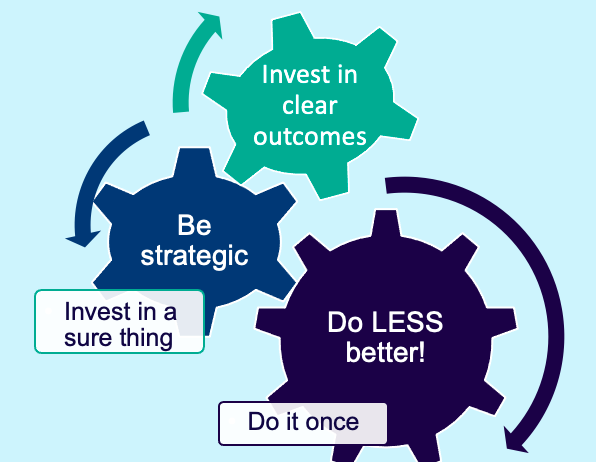 Invest in
clear
outcomes
Be
strategic
Invest in a
sure thing
Do LESS
better!
Do it once